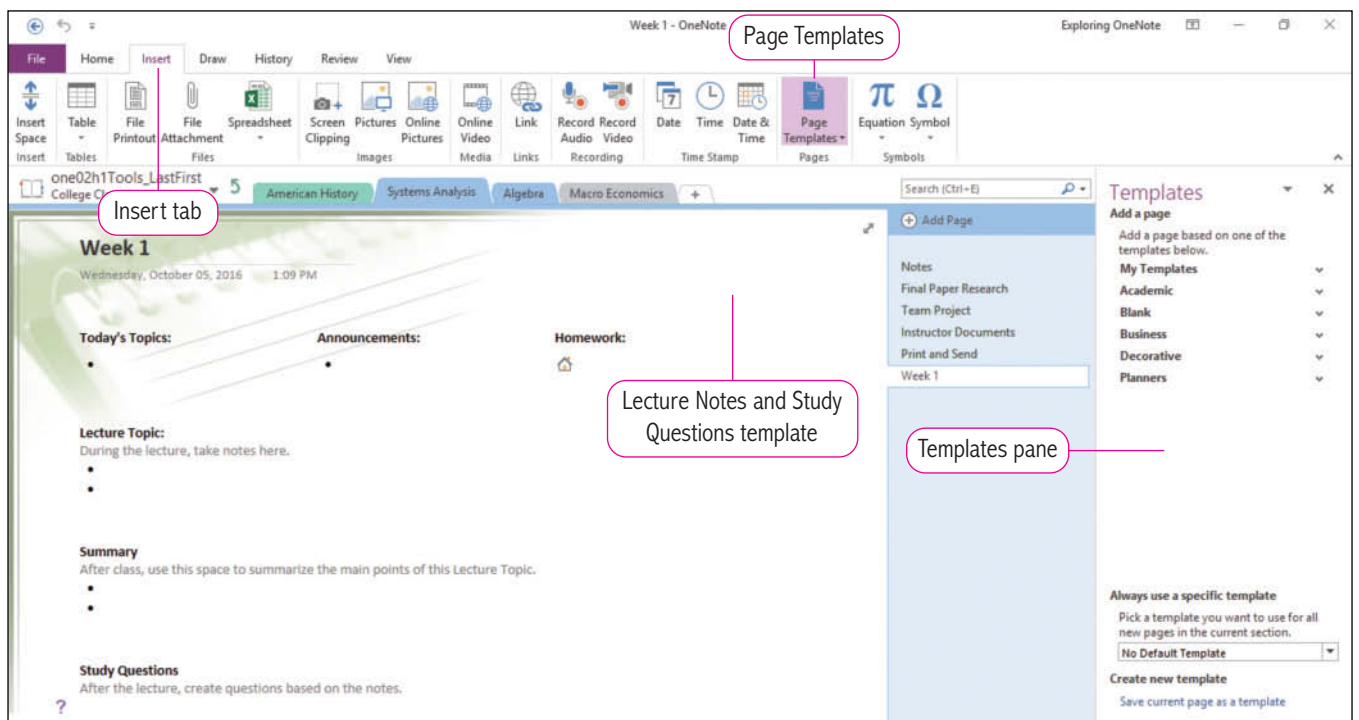 Week 1 - OneNote
Exploring OneNote
Page Templates
File Home Insert Draw History Review View
Insert Space
Table
File Printout
File Attachment
Spreadsheet
Screen Clipping
Pictures
Online Pictures
Online Video
Link
Record Audio
Record Video
7
Date
Time
Date & Time
Page Templates
π
Equation
Ω
Symbol
Insert Tables Files Images Media Links Recording Time Stamp Pages Symbols
one02h1Tools_LastFirst
College Cl
Insert tab
American History Systems Analysis Algebra Macro Economics +
Search (Ctrl+E)
Week 1
Wednesday, October 05, 2016 1:09 PM
Today's Topics: Announcements: Homework:
Lecture Notes and Study
Questions template
Lecture Topic:
During the lecture, take notes here.
Summary
After class, use this space to summarize the main points of this Lecture Topic.
Study Questions
After the lecture, create questions based on the notes.
?
Add Page
Notes
Final Paper Research
Team Project
Instructor Documents
Print and Send
Week 1
Templates pane
Templates
Add a page
Add a page based on one of the
templates below.
My Templates
Academic
Blank
Business
Decorative
Planners
Always use a specific template
Pick a template you want to use for all
new pages in the current section.
No Default Template
Create new template
Save current page as a template